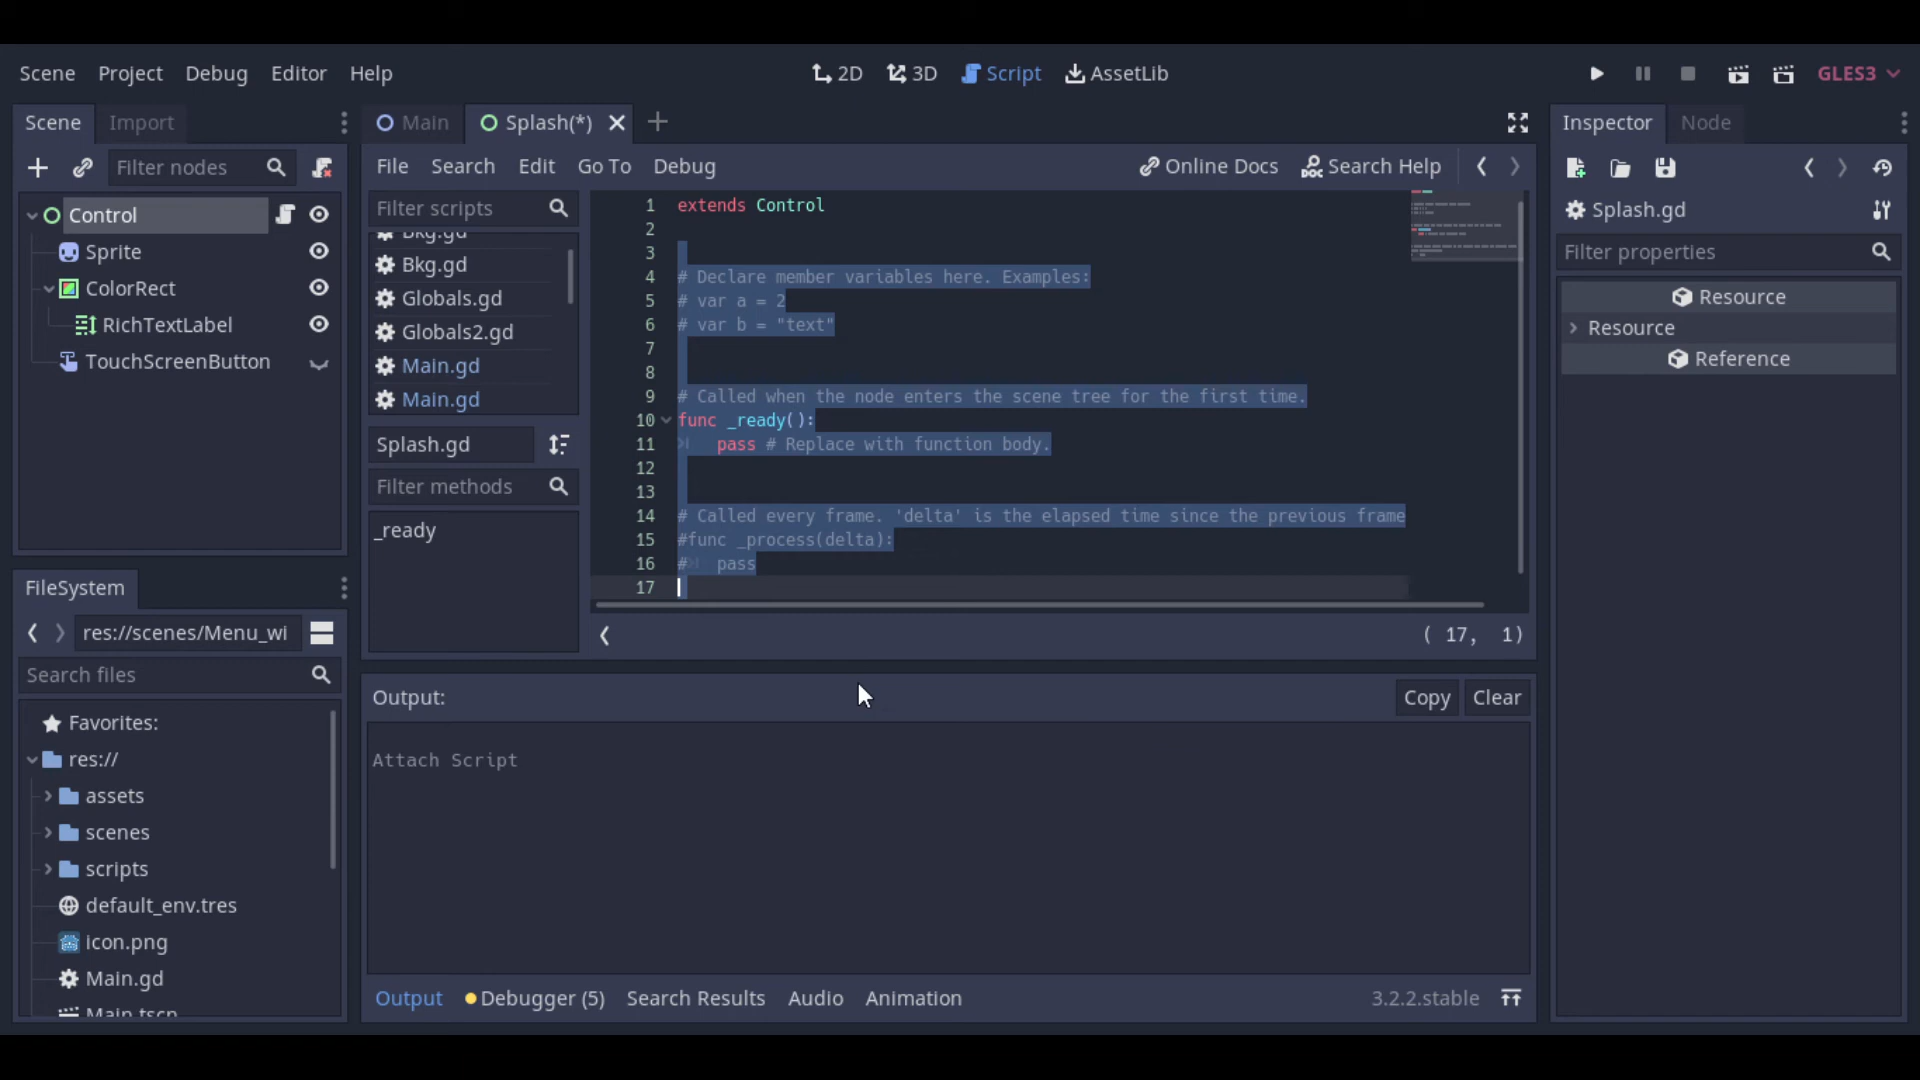 Scene Project Debug Editor Help
2D 3D Script AssetLib
GLES3
Scene Import
Filter nodes
Control
Sprite
ColorRect
RichTextLabel
TouchScreenButton
FileSystem
res://scenes/Menu_wi
Search files
Favorites:
res://
assets
scenes
scripts
default_env.tres
icon.png
Main.gd
Main.tscn
Main Splash(*)
File Search Edit Go To Debug
Online Docs Search Help
Filter scripts
Bkg.gd
Bkg.gd
Globals.gd
Globals2.gd
Main.gd
Main.gd
Splash.gd
Filter methods
_ready
1 extends Control
2
3
4 # Declare member variables here. Examples:
5 # var a = 2
6 # var b = "text"
7
8
9 # Called when the node enters the scene tree for the first time.
10 func _ready():
11 pass # Replace with function body.
12
13
14 # Called every frame. 'delta' is the elapsed time since the previous frame
15 #func _process(delta):
16 # pass
17
( 17, 1)
Output:
Copy Clear
Attach Script
Output Debugger (5) Search Results Audio Animation
3.2.2.stable
Inspector Node
Splash.gd
Filter properties
Resource
Resource
Reference